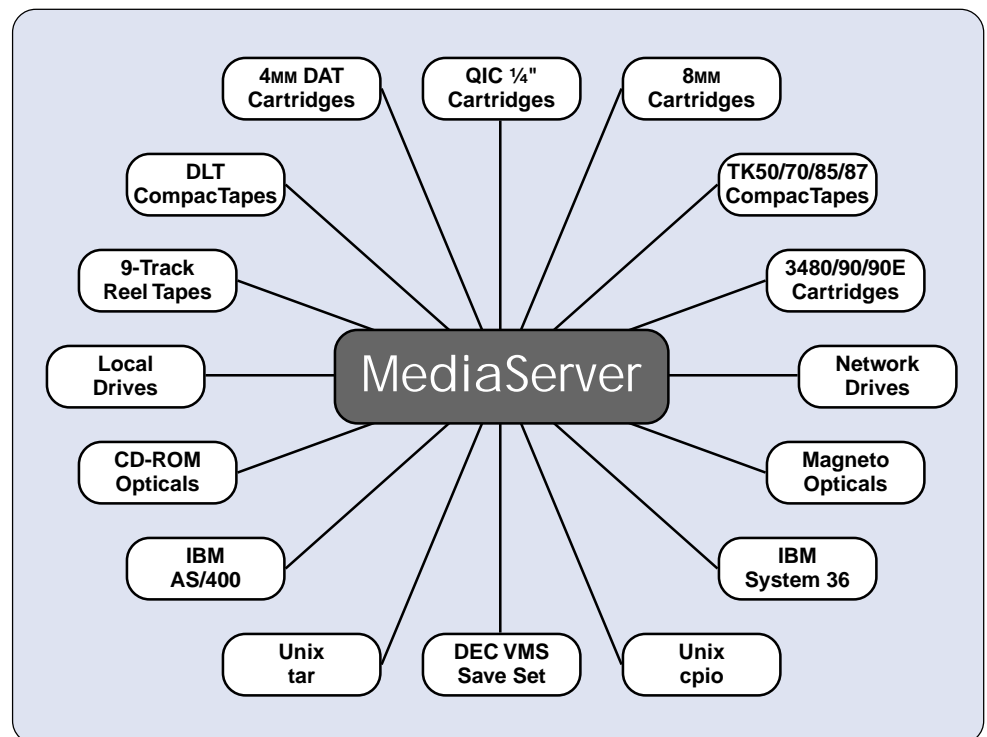 4MM DAT
Cartridges
QIC ¼"
Cartridges
8MM
Cartridges
DLT
CompacTapes
TK50/70/85/87
CompacTapes
9-Track
Reel Tapes
3480/90/90E
Cartridges
Local
Drives
MediaServer
Network
Drives
CD-ROM
Opticals
Magneto
Opticals
IBM
AS/400
IBM
System 36
Unix
tar
DEC VMS
Save Set
Unix
cpio